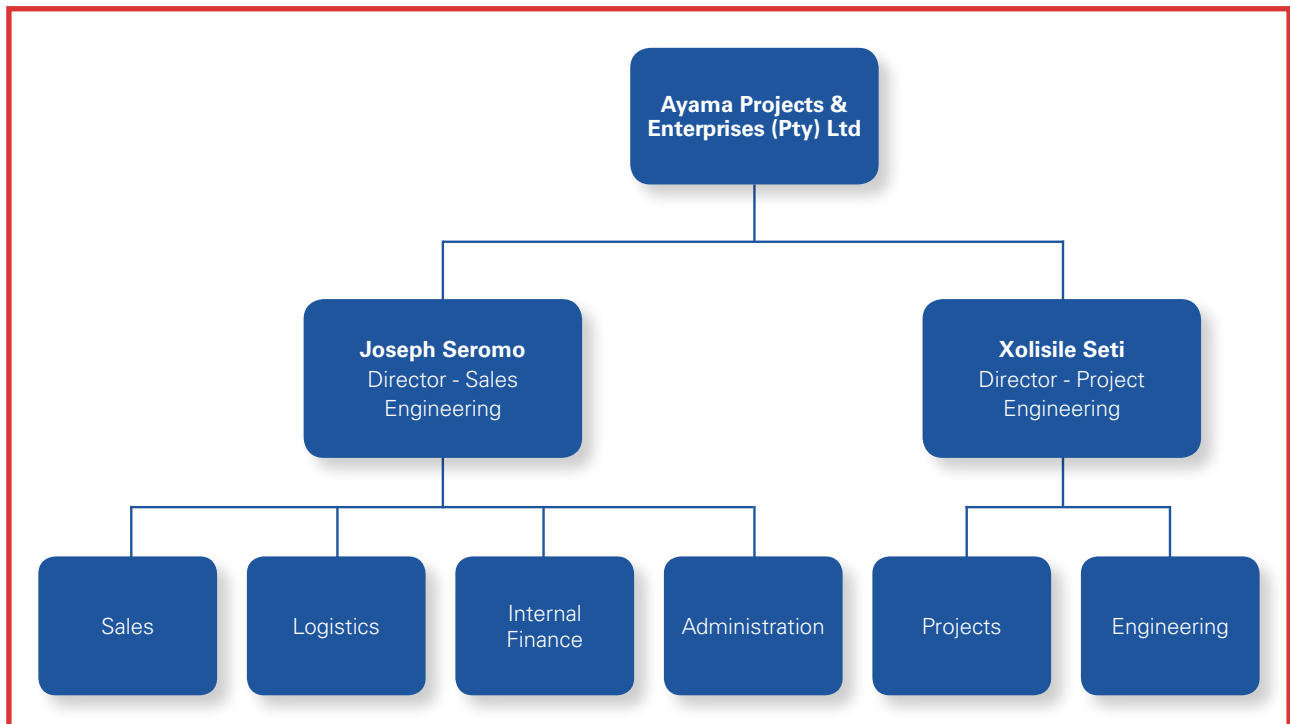 Ayama Projects &
Enterprises (Pty) Ltd
Joseph Seromo
Director - Sales
Engineering
Xolisile Seti
Director - Project
Engineering
Sales
Logistics
Internal
Finance
Administration
Projects
Engineering